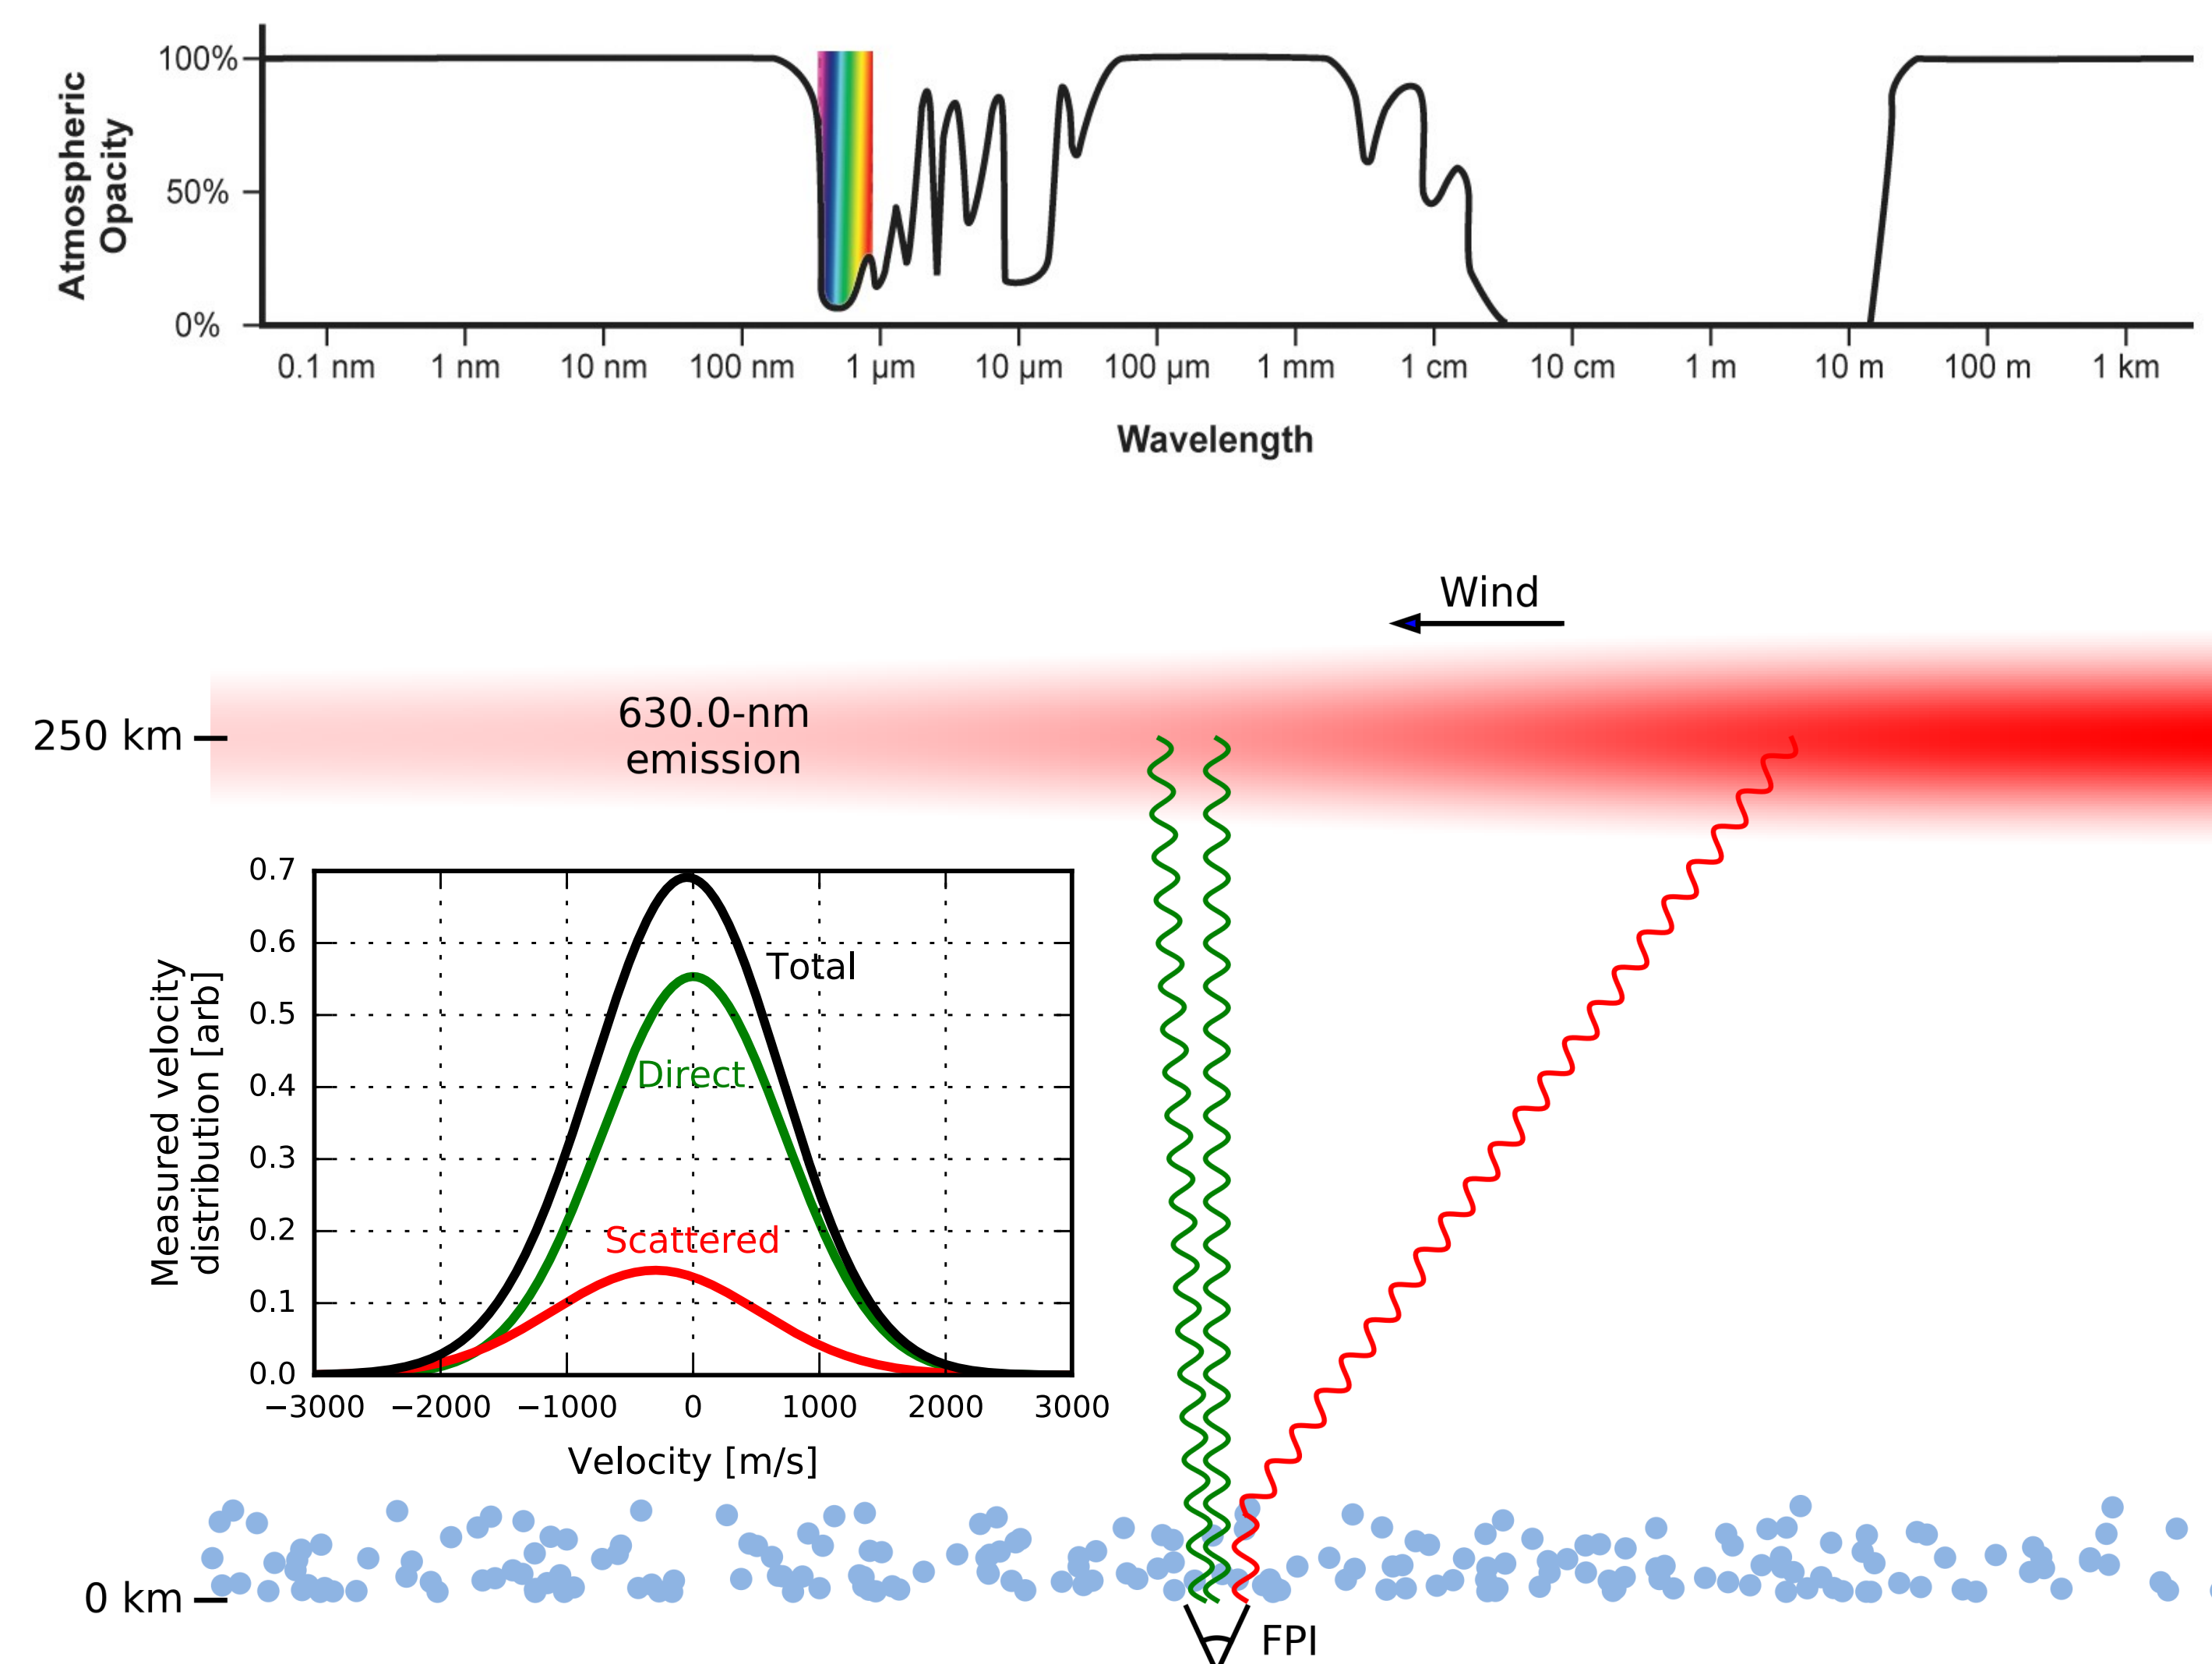 Atmospheric
Opacity
100%
50%
0%
0.1 nm 1 nm 10 nm 100 nm 1 µm 10 µm 100 µm 1 mm 1 cm 10 cm 1 m 10 m 100 m 1 km
Wavelength
Wind
630.0-nm
emission
250 km
Measured velocity
distribution [arb]
0.7
0.6
0.5
0.4
0.3
0.2
0.1
0.0
Total
Direct
Scattered
−3000 −2000 −1000 0 1000 2000 3000
Velocity [m/s]
0 km
FPI